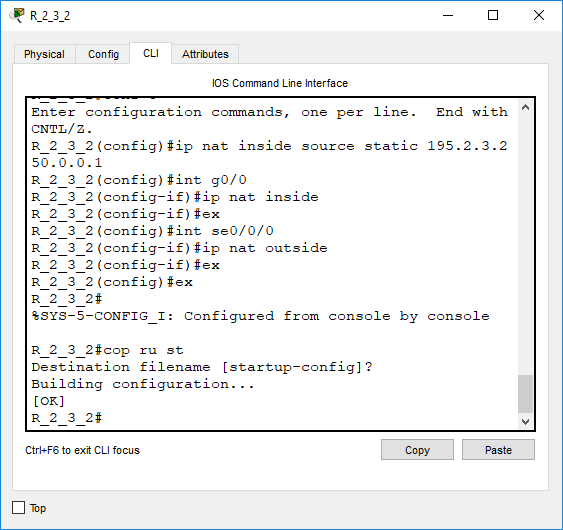 R_2_3_2
Physical Config CLI Attributes
IOS Command Line Interface
Enter configuration commands, one per line.  End with
CNTL/Z.
R_2_3_2(config)#ip nat inside source static 195.2.3.2
50.0.0.1
R_2_3_2(config)#int g0/0
R_2_3_2(config-if)#ip nat inside
R_2_3_2(config-if)#ex
R_2_3_2(config)#int se0/0/0
R_2_3_2(config-if)#ip nat outside
R_2_3_2(config-if)#ex
R_2_3_2(config)#ex
R_2_3_2#
%SYS-5-CONFIG_I: Configured from console by console
R_2_3_2#cop ru st
Destination filename [startup-config]?
Building configuration...
[OK]
R_2_3_2#
Ctrl+F6 to exit CLI focus
Copy Paste
Top